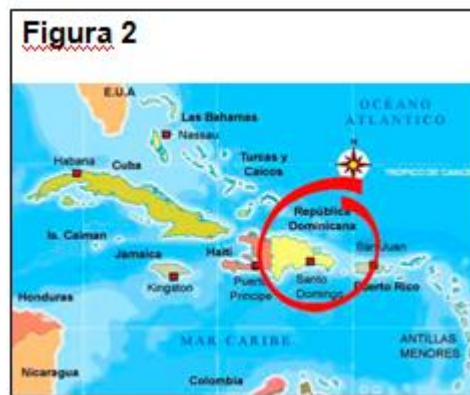 Figura 2
E.U.A
OCEANO
ATLANTICO
Las Bahamas
Nassau
N
Habana
Cuba
Turcas y
Caicos
República
Dominicana
Is. Caiman
Jamaica
Haiti
San Juan
Kingston
Puerto
Principe
Santo
Domingo
Puerto Rico
Honduras
MAR CARIBE
ANTILLAS
MENORES
Nicaragua
Colombia